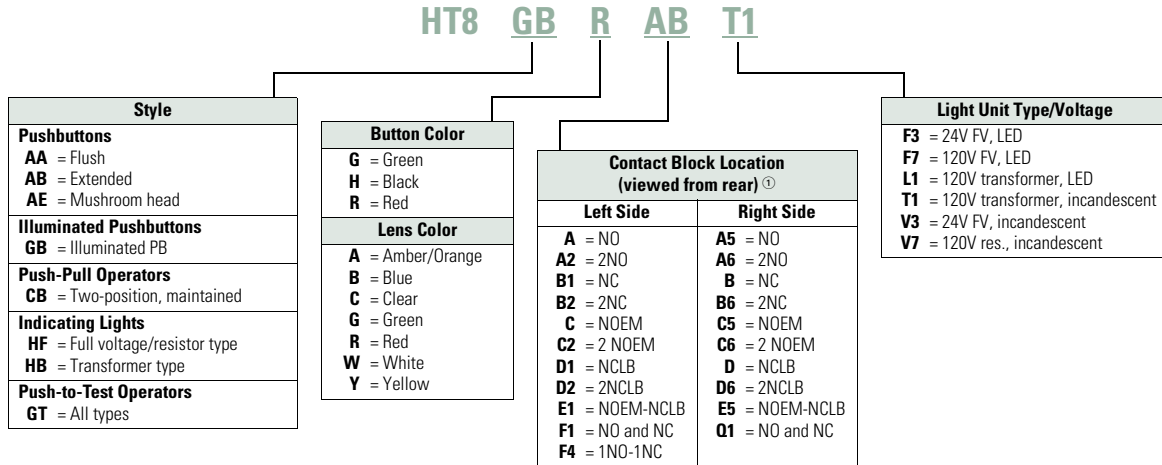 HT8 GB R AB T1
Style
Pushbuttons
AA = Flush
AB = Extended
AE = Mushroom head
Illuminated Pushbuttons
GB = Illuminated PB
Push-Pull Operators
CB = Two-position, maintained
Indicating Lights
HF = Full voltage/resistor type
HB = Transformer type
Push-to-Test Operators
GT = All types
Button Color
G = Green
H = Black
R = Red
Lens Color
A = Amber/Orange
B = Blue
C = Clear
G = Green
R = Red
W = White
Y = Yellow
Contact Block Location
(viewed from rear) ①
Left Side
A = NO
A2 = 2NO
B1 = NC
B2 = 2NC
C = NOEM
C2 = 2 NOEM
D1 = NCLB
D2 = 2NCLB
E1 = NOEM-NCLB
F1 = NO and NC
F4 = 1NO-1NC
Right Side
A5 = NO
A6 = 2NO
B = NC
B6 = 2NC
C5 = NOEM
C6 = 2 NOEM
D = NCLB
D6 = 2NCLB
E5 = NOEM-NCLB
Q1 = NO and NC
Light Unit Type/Voltage
F3 = 24V FV, LED
F7 = 120V FV, LED
L1 = 120V transformer, LED
T1 = 120V transformer, incandescent
V3 = 24V FV, incandescent
V7 = 120V res., incandescent